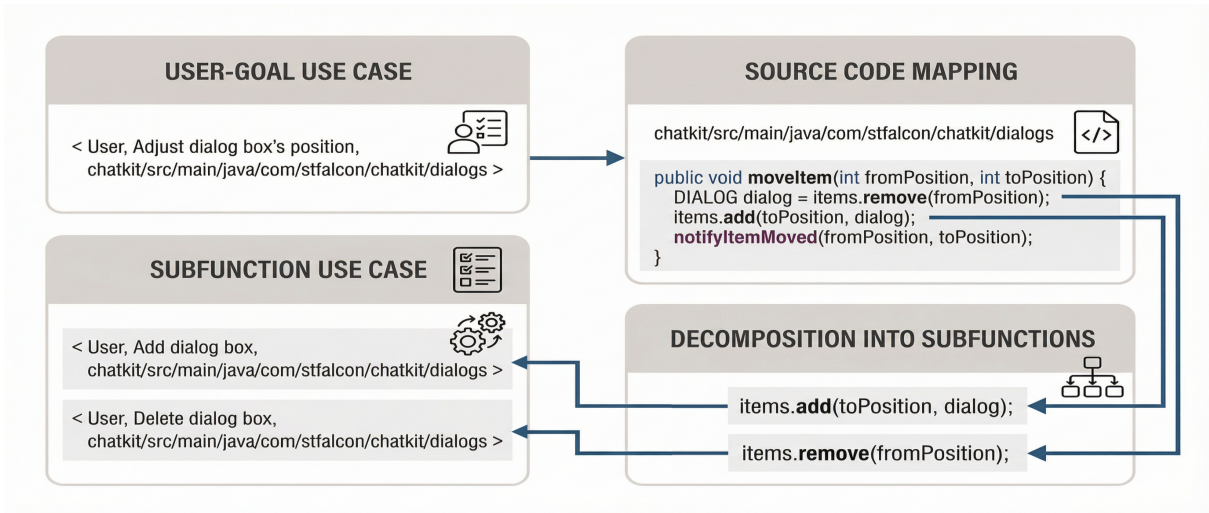 USER-GOAL USE CASE
< User, Adjust dialog box's position,
chatkit/src/main/java/com/stfalcon/chatkit/dialogs >
SOURCE CODE MAPPING
chatkit/src/main/java/com/stfalcon/chatkit/dialogs
</>
public void moveItem(int fromPosition, int toPosition) {
DIALOG dialog = items.remove(fromPosition);
items.add(toPosition, dialog);
notifyItemMoved(fromPosition, toPosition);
}
SUBFUNCTION USE CASE
< User, Add dialog box,
chatkit/src/main/java/com/stfalcon/chatkit/dialogs >
< User, Delete dialog box,
chatkit/src/main/java/com/stfalcon/chatkit/dialogs >
DECOMPOSITION INTO SUBFUNCTIONS
items.add(toPosition, dialog);
items.remove(fromPosition);